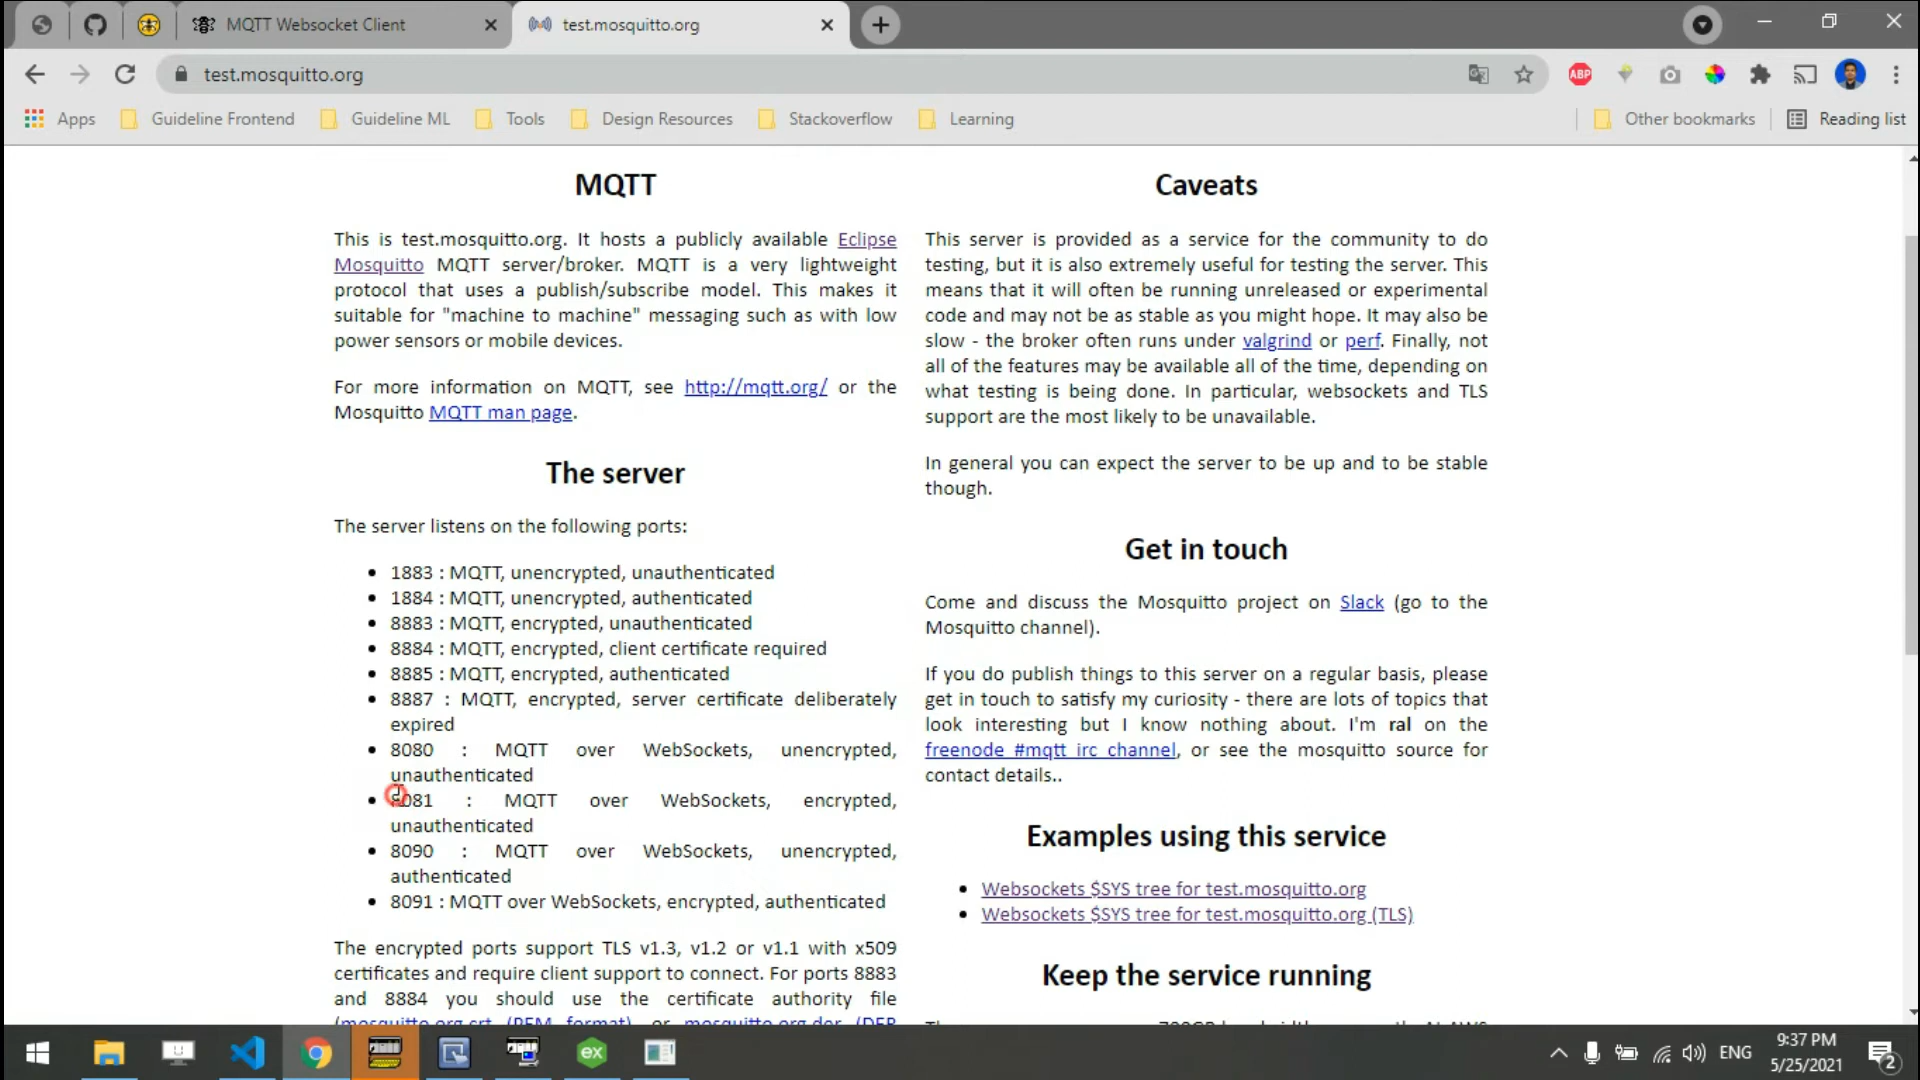 MQTT Websocket Client
test.mosquitto.org
test.mosquitto.org
ABP
Apps
Guideline Frontend
Guideline ML
Tools
Design Resources
Stackoverflow
Learning
Other bookmarks
Reading list
MQTT
This is test.mosquitto.org. It hosts a publicly available Eclipse
Mosquitto MQTT server/broker. MQTT is a very lightweight
protocol that uses a publish/subscribe model. This makes it
suitable for "machine to machine" messaging such as with low
power sensors or mobile devices.
For more information on MQTT, see http://mqtt.org/ or the
Mosquitto MQTT man page.
The server
The server listens on the following ports:
1883 : MQTT, unencrypted, unauthenticated
1884 : MQTT, unencrypted, authenticated
8883 : MQTT, encrypted, unauthenticated
8884 : MQTT, encrypted, client certificate required
8885 : MQTT, encrypted, authenticated
8887 : MQTT, encrypted, server certificate deliberately
expired
8080 : MQTT over WebSockets, unencrypted,
unauthenticated
8081 : MQTT over WebSockets, encrypted,
unauthenticated
8090 : MQTT over WebSockets, unencrypted,
authenticated
8091 : MQTT over WebSockets, encrypted, authenticated
The encrypted ports support TLS v1.3, v1.2 or v1.1 with x509
certificates and require client support to connect. For ports 8883
and 8884 you should use the certificate authority file
(mosquitto.org.crt (PEM format) or mosquitto.org.der (DER
Caveats
This server is provided as a service for the community to do
testing, but it is also extremely useful for testing the server. This
means that it will often be running unreleased or experimental
code and may not be as stable as you might hope. It may also be
slow - the broker often runs under valgrind or perf. Finally, not
all of the features may be available all of the time, depending on
what testing is being done. In particular, websockets and TLS
support are the most likely to be unavailable.
In general you can expect the server to be up and to be stable
though.
Get in touch
Come and discuss the Mosquitto project on Slack (go to the
Mosquitto channel).
If you do publish things to this server on a regular basis, please
get in touch to satisfy my curiosity - there are lots of topics that
look interesting but I know nothing about. I'm ral on the
freenode #mqtt irc channel, or see the mosquitto source for
contact details..
Examples using this service
Websockets $SYS tree for test.mosquitto.org
Websockets $SYS tree for test.mosquitto.org (TLS)
Keep the service running
ex
ENG
9:37 PM
5/25/2021
2